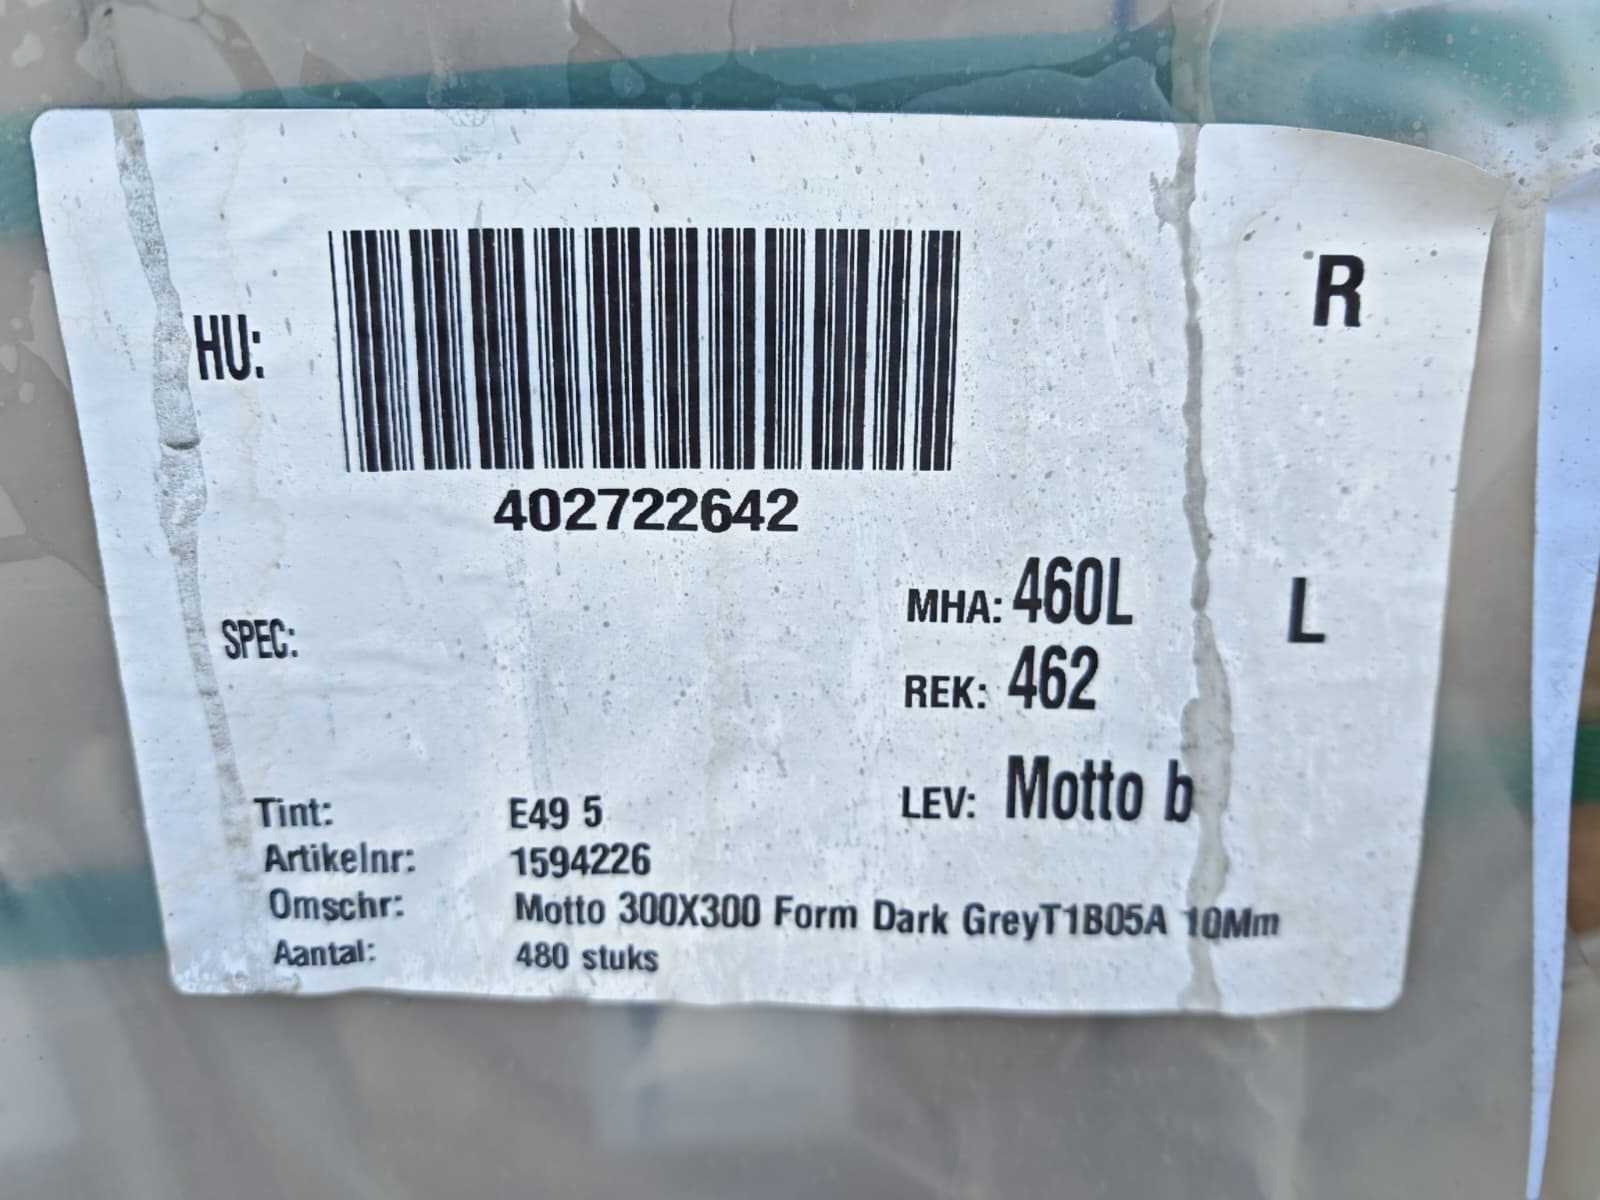 R
HU:
402722642
MHA: 460L
L
SPEC:
REK: 462
LEV: Motto b
Tint: E49 5
Artikelnr: 1594226
Omschr: Motto 300X300 Form Dark GreyT1B05A 10Mm
Aantal: 480 stuks